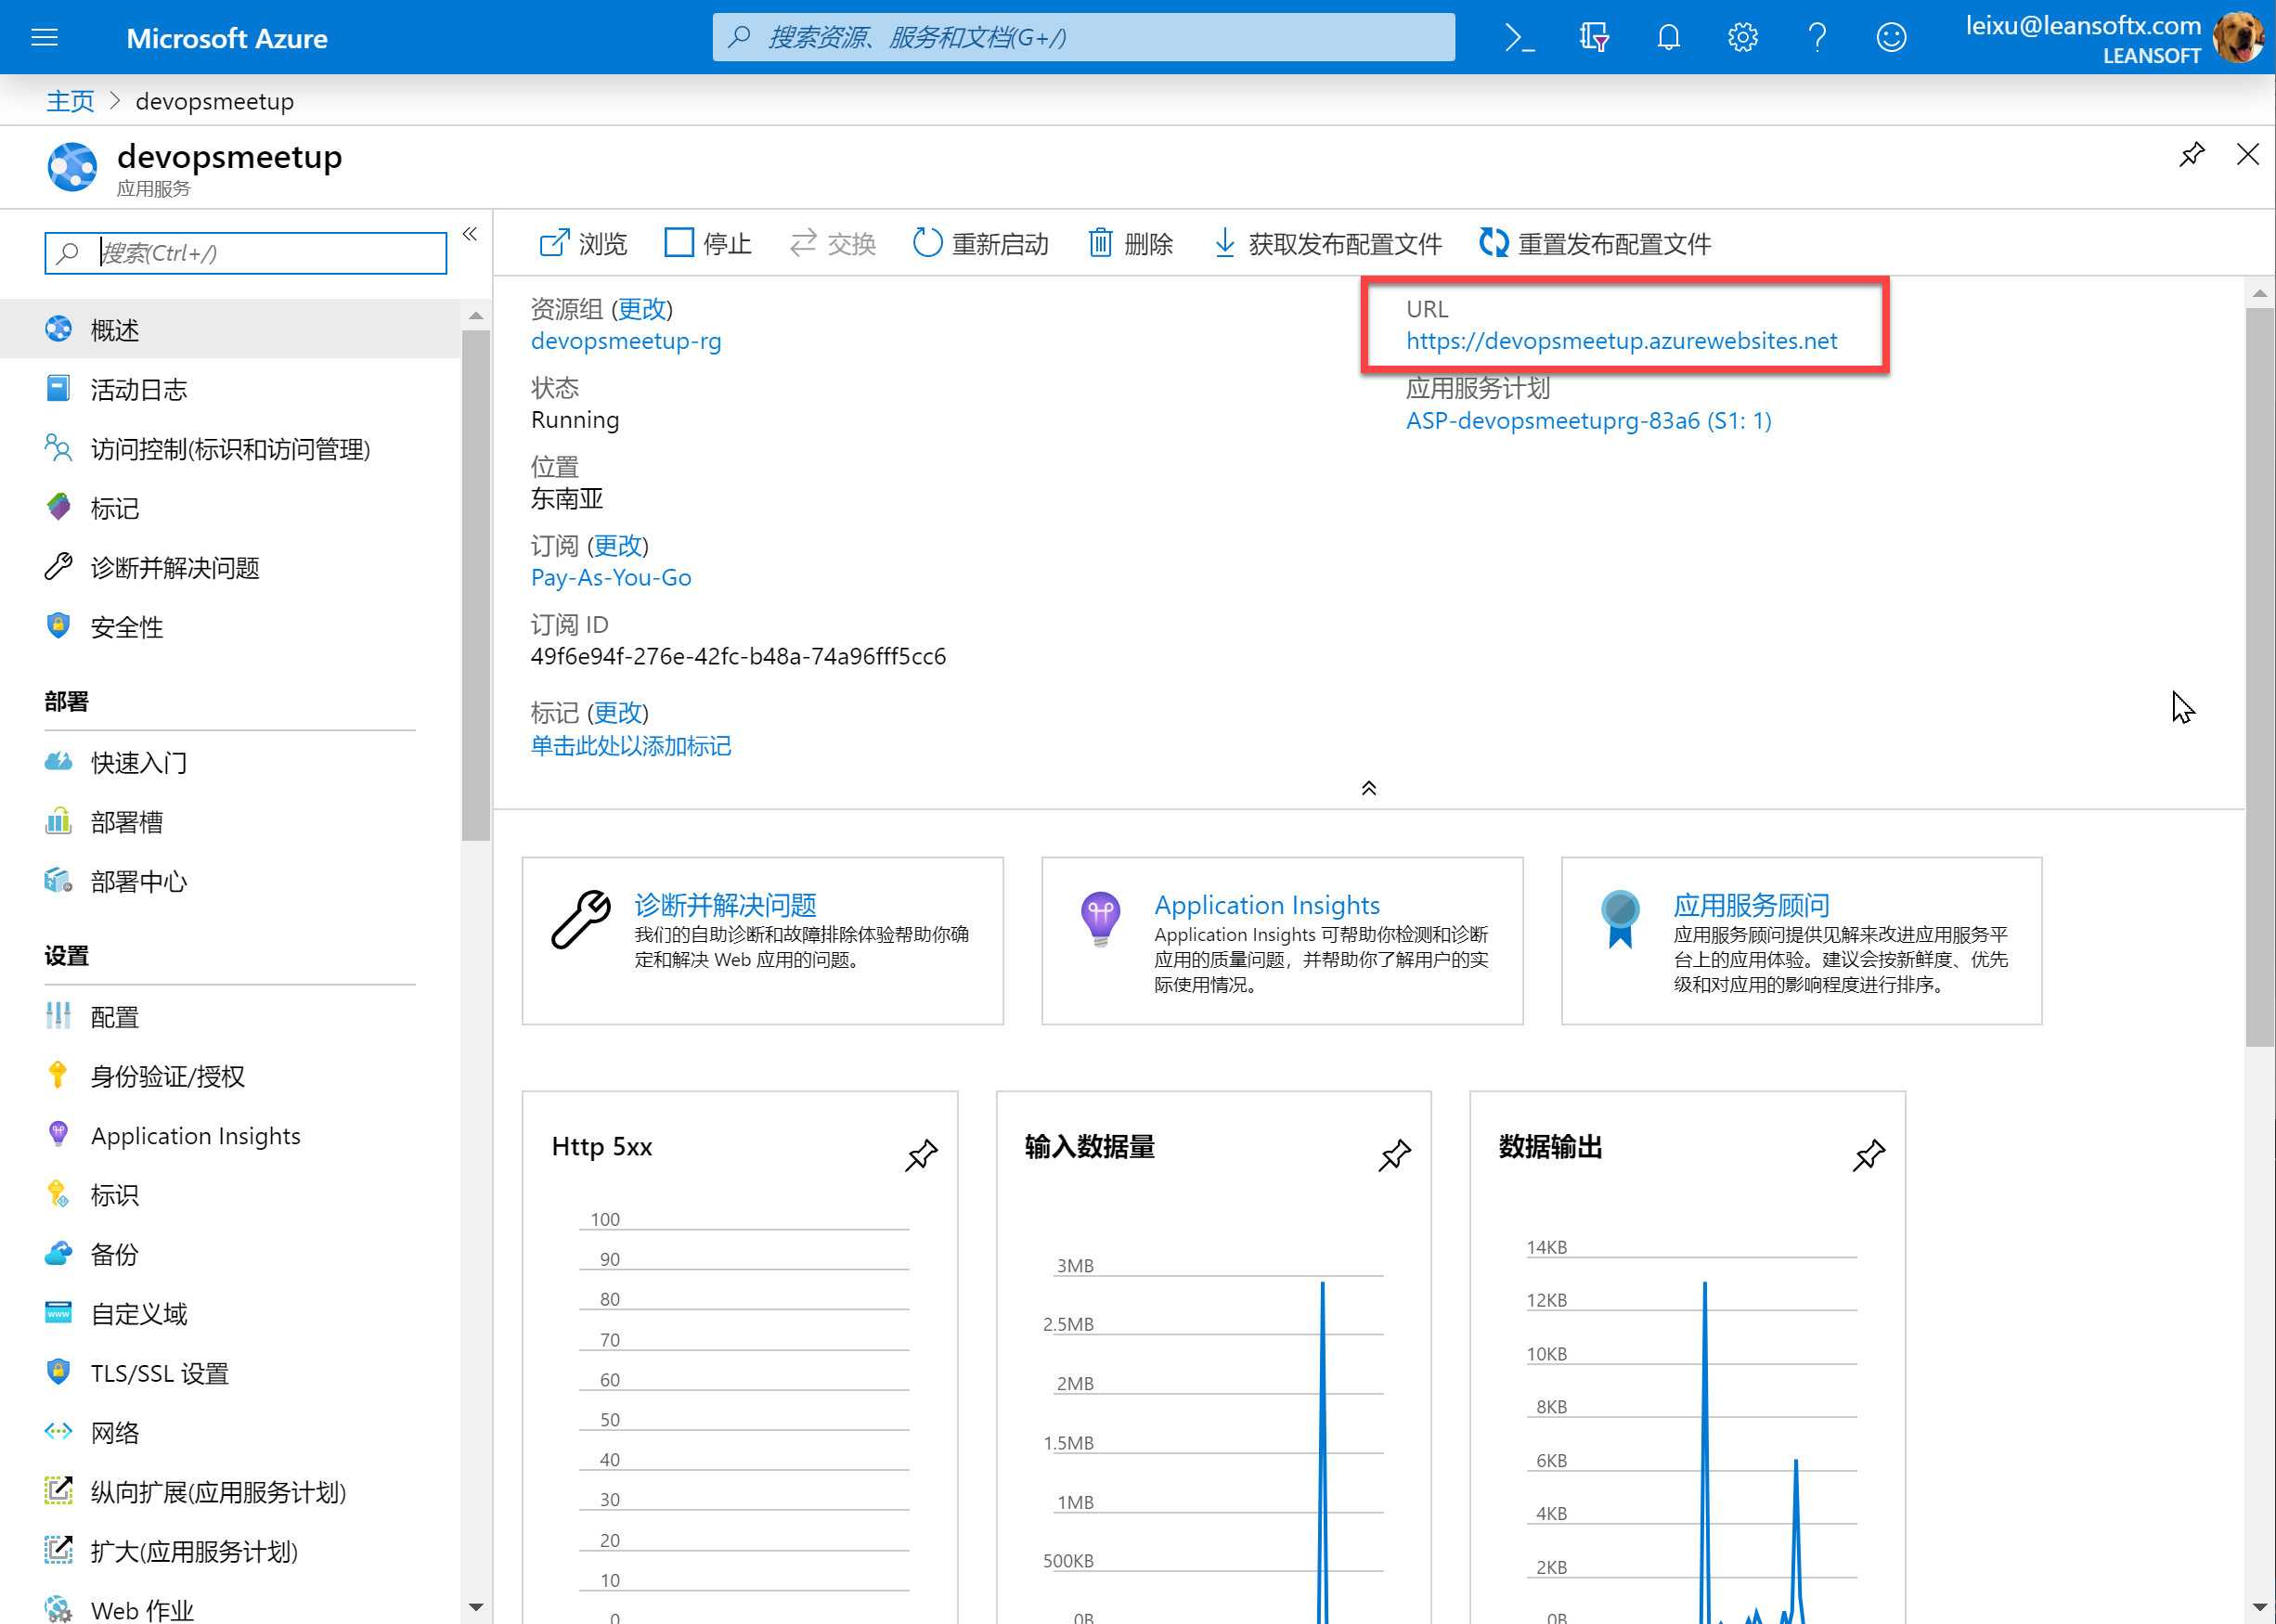 Microsoft Azure
搜索资源、服务和文档(G+/)
leixu@leansoftx.com
LEANSOFT
主页 > devopsmeetup
devopsmeetup
应用服务
搜索(Ctrl+/)
概述
活动日志
访问控制(标识和访问管理)
标记
诊断并解决问题
安全性
部署
快速入门
部署槽
部署中心
设置
配置
身份验证/授权
Application Insights
标识
备份
自定义域
TLS/SSL 设置
网络
纵向扩展(应用服务计划)
扩大(应用服务计划)
Web 作业
浏览 停止 交换 重新启动 删除 获取发布配置文件 重置发布配置文件
资源组 (更改)
devopsmeetup-rg
状态
Running
位置
东南亚
订阅 (更改)
Pay-As-You-Go
订阅 ID
49f6e94f-276e-42fc-b48a-74a96fff5cc6
标记 (更改)
单击此处以添加标记
URL
https://devopsmeetup.azurewebsites.net
应用服务计划
ASP-devopsmeetuprg-83a6 (S1: 1)
诊断并解决问题
我们的自助诊断和故障排除体验帮助你确
定和解决 Web 应用的问题。
Application Insights
Application Insights 可帮助你检测和诊断
应用的质量问题，并帮助你了解用户的实
际使用情况。
应用服务顾问
应用服务顾问提供见解来改进应用服务平
台上的应用体验。建议会按新鲜度、优先
级和对应用的影响程度进行排序。
Http 5xx
100
90
80
70
60
50
40
30
20
10
0
输入数据量
3MB
2.5MB
2MB
1.5MB
1MB
500KB
0B
数据输出
14KB
12KB
10KB
8KB
6KB
4KB
2KB
0B